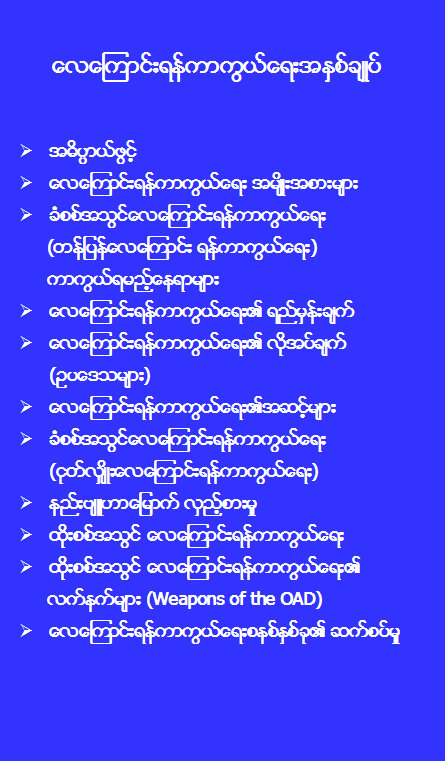 လေကြောင်းရန်ကာကွယ်ရေးအနှစ်ချုပ်
➢ အဓိပ္ပာယ်ဖွင့်
➢ လေကြောင်းရန်ကာကွယ်ရေး အမျိုးအစားများ
➢ ခံစစ်အသွင်လေကြောင်းရန်ကာကွယ်ရေး
(တန်ပြန်လေကြောင်း ရန်ကာကွယ်ရေး)
ကာကွယ်ရမည့်နေရာများ
➢ လေကြောင်းရန်ကာကွယ်ရေး၏ ရည်မှန်းချက်
➢ လေကြောင်းရန်ကာကွယ်ရေး၏ လိုအပ်ချက်
(ဥပဒေသများ)
➢ လေကြောင်းရန်ကာကွယ်ရေး၏အဆင့်များ
➢ ခံစစ်အသွင်လေကြောင်းရန်ကာကွယ်ရေး
(ငုတ်လျှိုးလေကြောင်းရန်ကာကွယ်ရေး)
➢ နည်းဗျူဟာမြောက် လှည့်စားမှု
➢ ထိုးစစ်အသွင် လေကြောင်းရန်ကာကွယ်ရေး
➢ ထိုးစစ်အသွင် လေကြောင်းရန်ကာကွယ်ရေး၏
လက်နက်များ (Weapons of the OAD)
➢ လေကြောင်းရန်ကာကွယ်ရေးစနစ်နှစ်ခု၏ ဆက်စပ်မှု